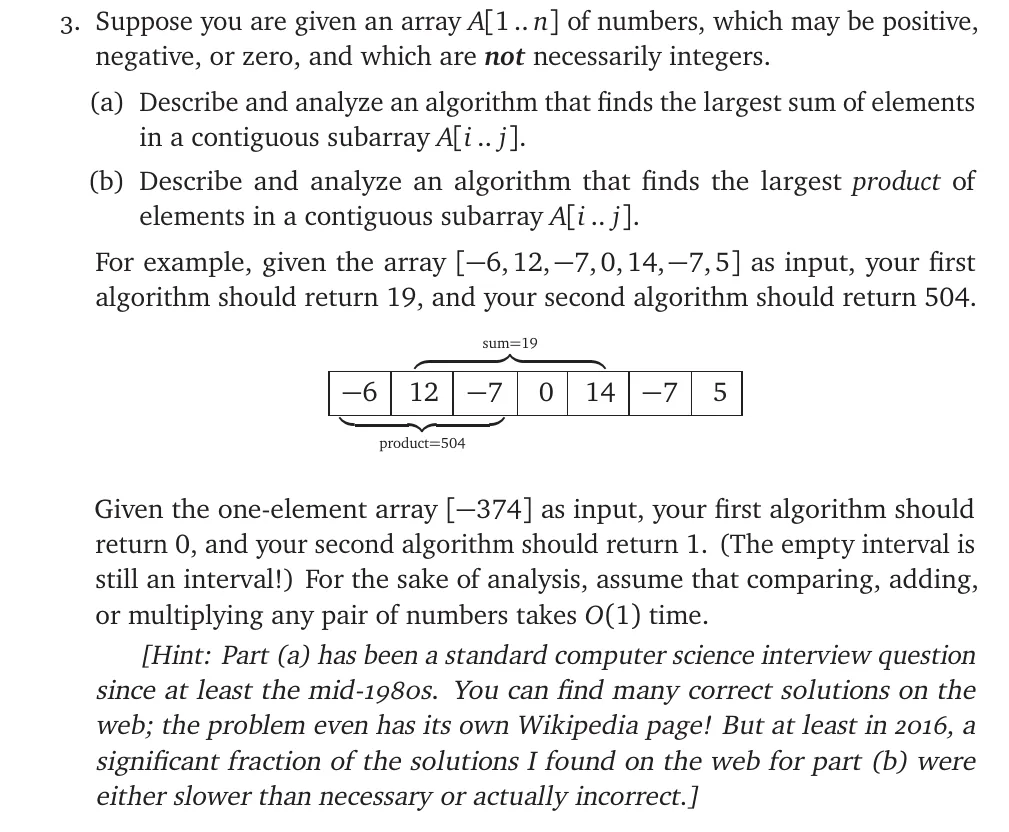 3. Suppose you are given an array A[1 .. n] of numbers, which may be positive,
negative, or zero, and which are not necessarily integers.
(a) Describe and analyze an algorithm that finds the largest sum of elements
in a contiguous subarray A[i .. j].
(b) Describe and analyze an algorithm that finds the largest product of
elements in a contiguous subarray A[i .. j].
For example, given the array [−6, 12, −7, 0, 14, −7, 5] as input, your first
algorithm should return 19, and your second algorithm should return 504.
sum=19
−6 12 −7 0 14 −7 5
product=504
Given the one-element array [−374] as input, your first algorithm should
return 0, and your second algorithm should return 1. (The empty interval is
still an interval!) For the sake of analysis, assume that comparing, adding,
or multiplying any pair of numbers takes O(1) time.
[Hint: Part (a) has been a standard computer science interview question
since at least the mid-1980s. You can find many correct solutions on the
web; the problem even has its own Wikipedia page! But at least in 2016, a
significant fraction of the solutions I found on the web for part (b) were
either slower than necessary or actually incorrect.]